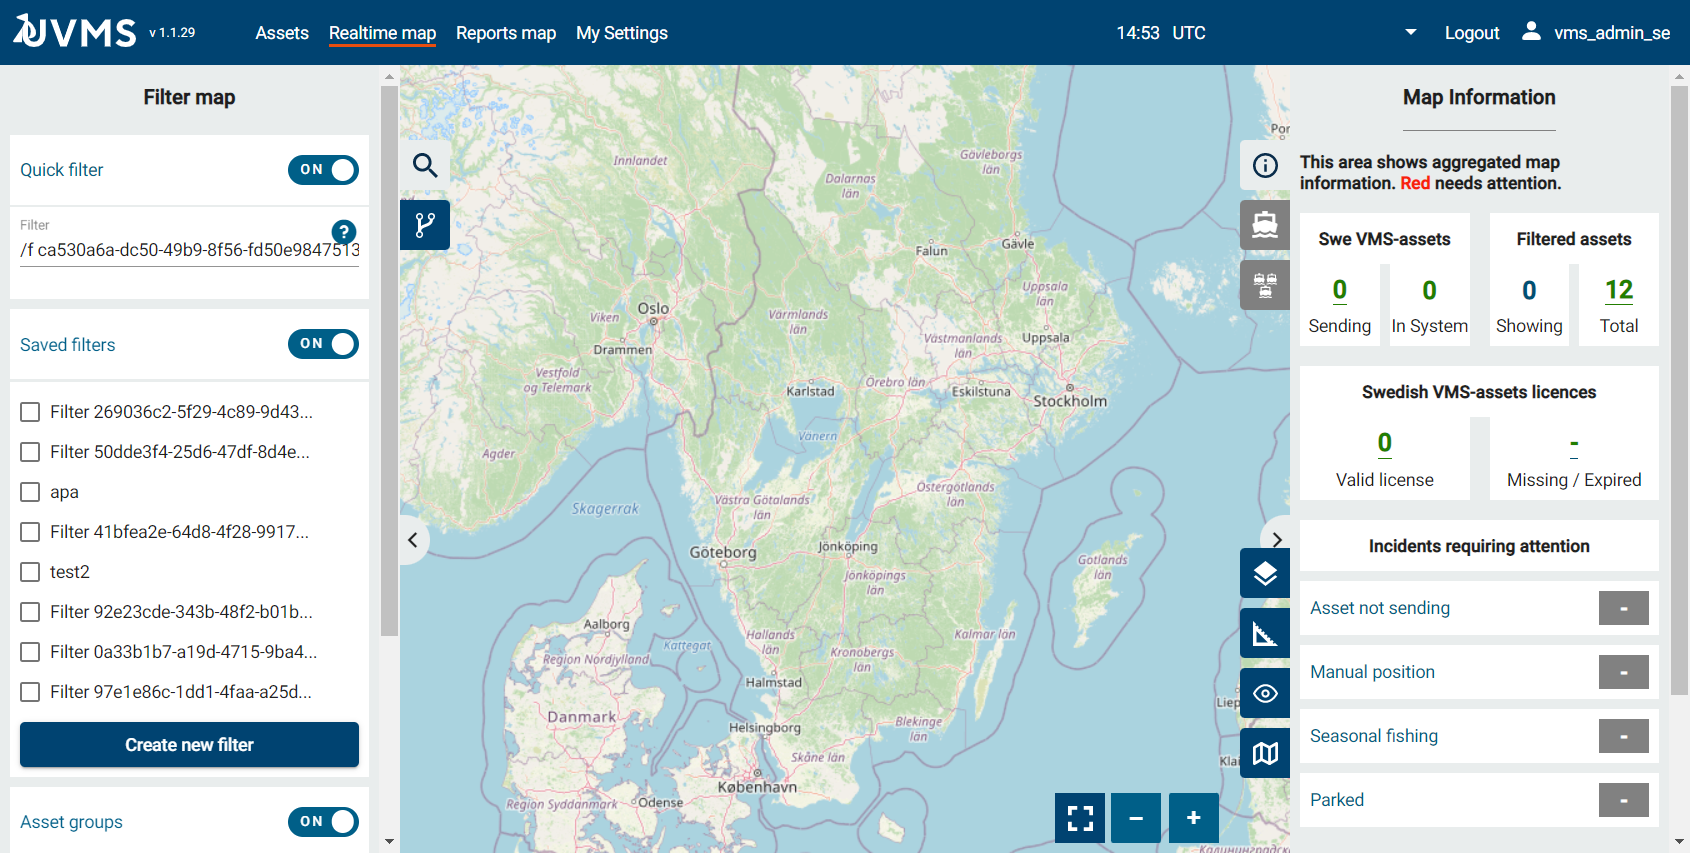 UVMS v 1.1.29
Assets Realtime map Reports map My Settings
14:53 UTC
Logout vms_admin_se
Filter map
Quick filter ON
Filter
?
/f ca530a6a-dc50-49b9-8f56-fd50e9847513
Saved filters ON
Filter 269036c2-5f29-4c89-9d43...
Filter 50dde3f4-25d6-47df-8d4e...
apa
Filter 41bfea2e-64d8-4f28-9917...
test2
Filter 92e23cde-343b-48f2-b01b...
Filter 0a33b1b7-a19d-4715-9ba4...
Filter 97e1e86c-1dd1-4faa-a25d...
Create new filter
Asset groups ON
Innlandet
Dalarnas
län
Gävleborgs
län
Por
Falun
Gävle
Oslo
Viken
Drammen
Värmlands
län
Uppsala
län
Västmanlands
län
Uppsala
Vestfold
og Telemark
Karlstad
Örebro län
Eskilstuna
Stockholm
Vänern
Agder
Skagerrak
Västra Götalands
län
Östergötlands
län
Göteborg
Jönköping
Jönköpings
län
Gotlands
län
Aalborg
Kattegat
Region Nordjylland
Hallands
län
Kronobergs
län
Kalmar län
Halmstad
Danmark
Helsingborg
Blekinge
län
Liep
Skåne län
Klai
København
Region Syddanmark
Odense
Калининградска
− +
Map Information
This area shows aggregated map
information. Red needs attention.
Swe VMS-assets
0 0
Sending In System
Filtered assets
0 12
Showing Total
Swedish VMS-assets licences
0 -
Valid license Missing / Expired
Incidents requiring attention
Asset not sending -
Manual position -
Seasonal fishing -
Parked -